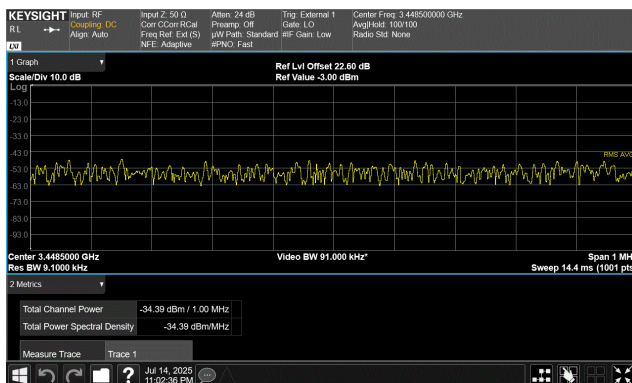 KEYSIGHT Input: RF Input Z: 50 Ω Atten: 24 dB Trig: External 1 Center Freq: 3.448500000 GHz
R L Coupling: DC Corr CCorr RCal Preamp: Off Gate: LO Avg|Hold: 100/100
Align: Auto Freq Ref: Ext (S) µW Path: Standard #IF Gain: Low Radio Std: None
NFE: Adaptive #PNO: Fast
LXI
1 Graph
Scale/Div 10.0 dB Ref Lvl Offset 22.60 dB
Ref Value -3.00 dBm
Log
-13.0
-23.0
-33.0
-43.0
RMS AVG
-53.0
-63.0
-73.0
-83.0
-93.0
Center 3.4485000 GHz Video BW 91.000 kHz* Span 1 MH
Res BW 9.1000 kHz Sweep 14.4 ms (1001 pts
2 Metrics
Total Channel Power -34.39 dBm / 1.00 MHz
Total Power Spectral Density -34.39 dBm/MHz
Measure Trace Trace 1
? Jul 14, 2025
11:02:36 PM